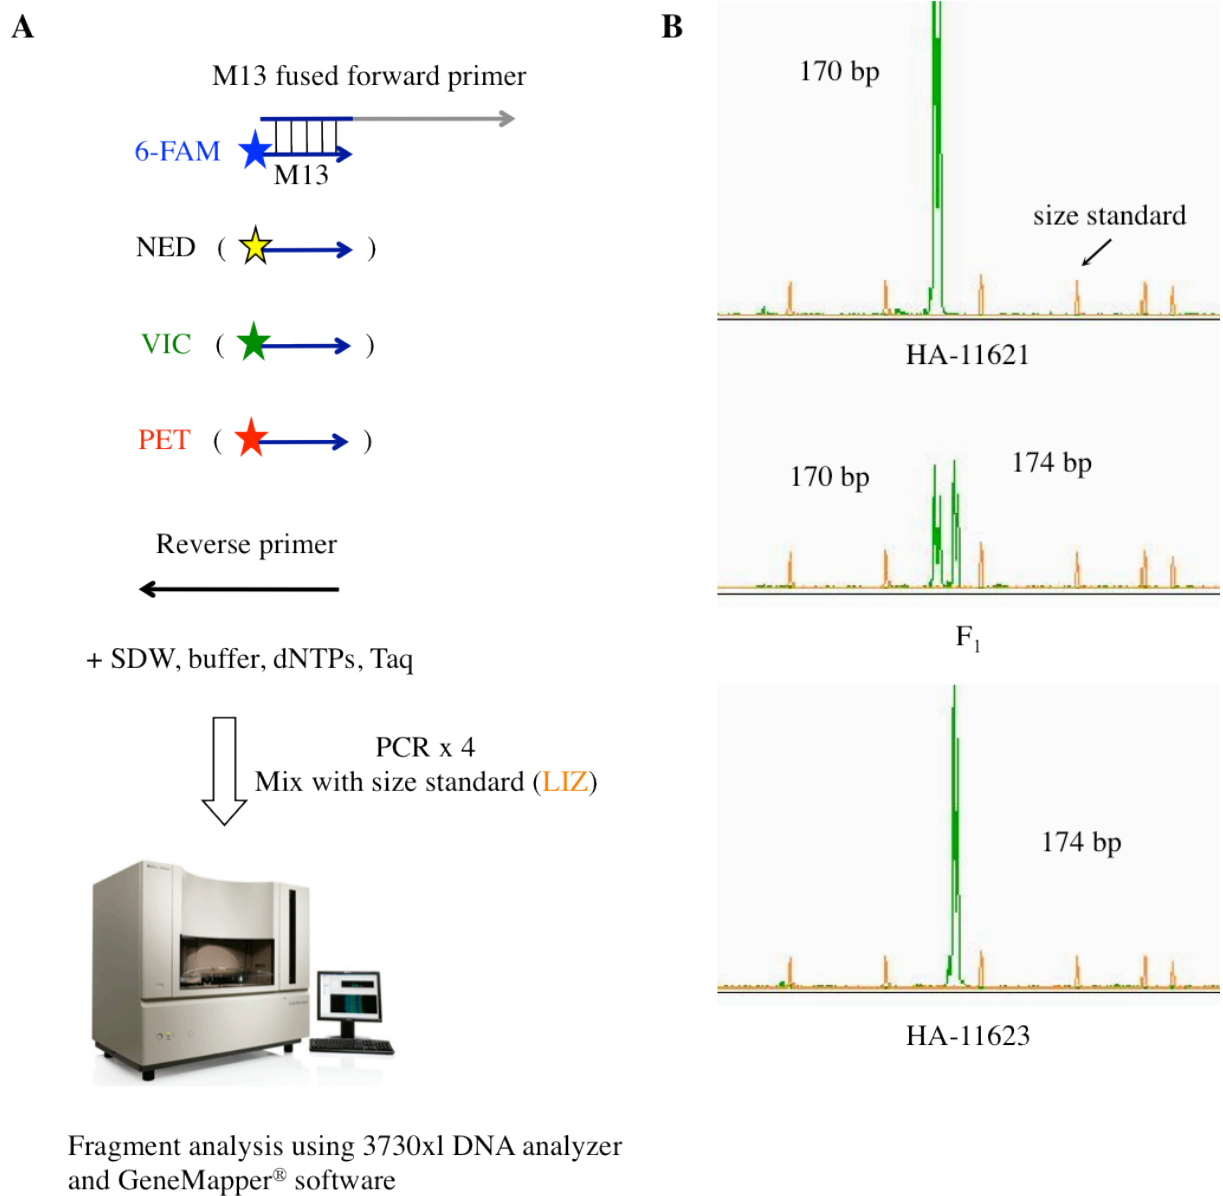 A
M13 fused forward primer
6-FAM
M13
NED ( )
VIC ( )
PET ( )
Reverse primer
+ SDW, buffer, dNTPs, Taq
PCR x 4
Mix with size standard (LIZ)
Fragment analysis using 3730xl DNA analyzer
and GeneMapper® software
B
170 bp
size standard
HA-11621
170 bp
174 bp
F₁
174 bp
HA-11623